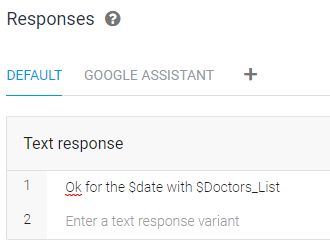 Responses ?
DEFAULT GOOGLE ASSISTANT +
Text response
1 Ok for the $date with $Doctors_List
2 Enter a text response variant